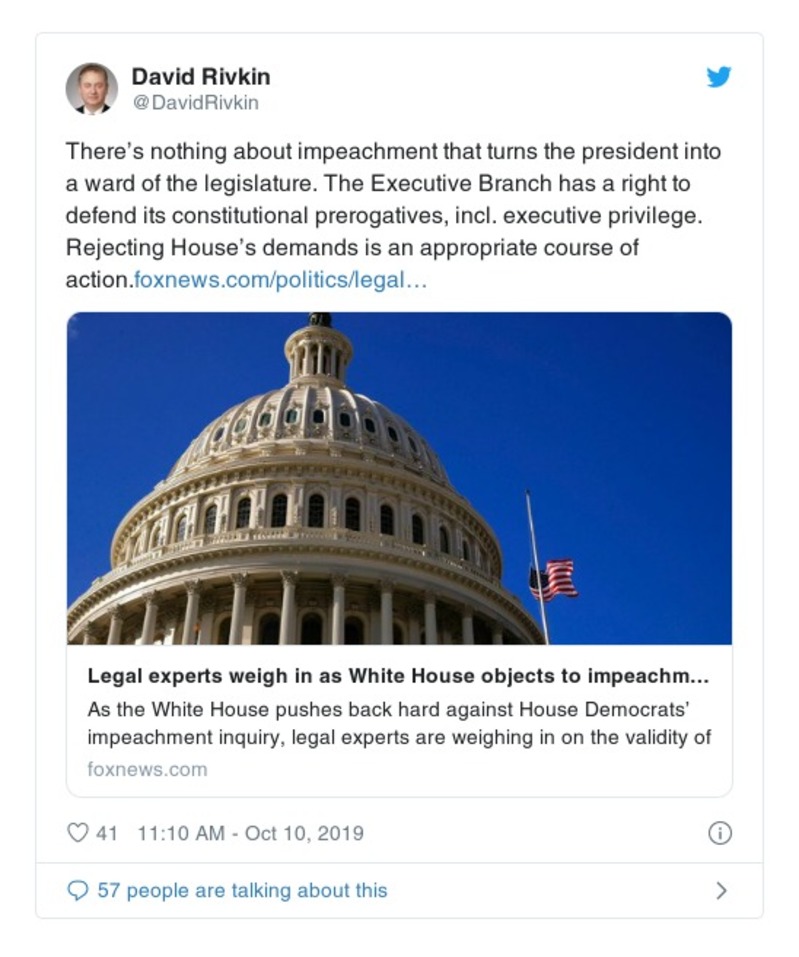 David Rivkin
@DavidRivkin
There’s nothing about impeachment that turns the president into
a ward of the legislature. The Executive Branch has a right to
defend its constitutional prerogatives, incl. executive privilege.
Rejecting House’s demands is an appropriate course of
action.foxnews.com/politics/legal…
Legal experts weigh in as White House objects to impeachm...
As the White House pushes back hard against House Democrats’
impeachment inquiry, legal experts are weighing in on the validity of
foxnews.com
41 11:10 AM - Oct 10, 2019
57 people are talking about this